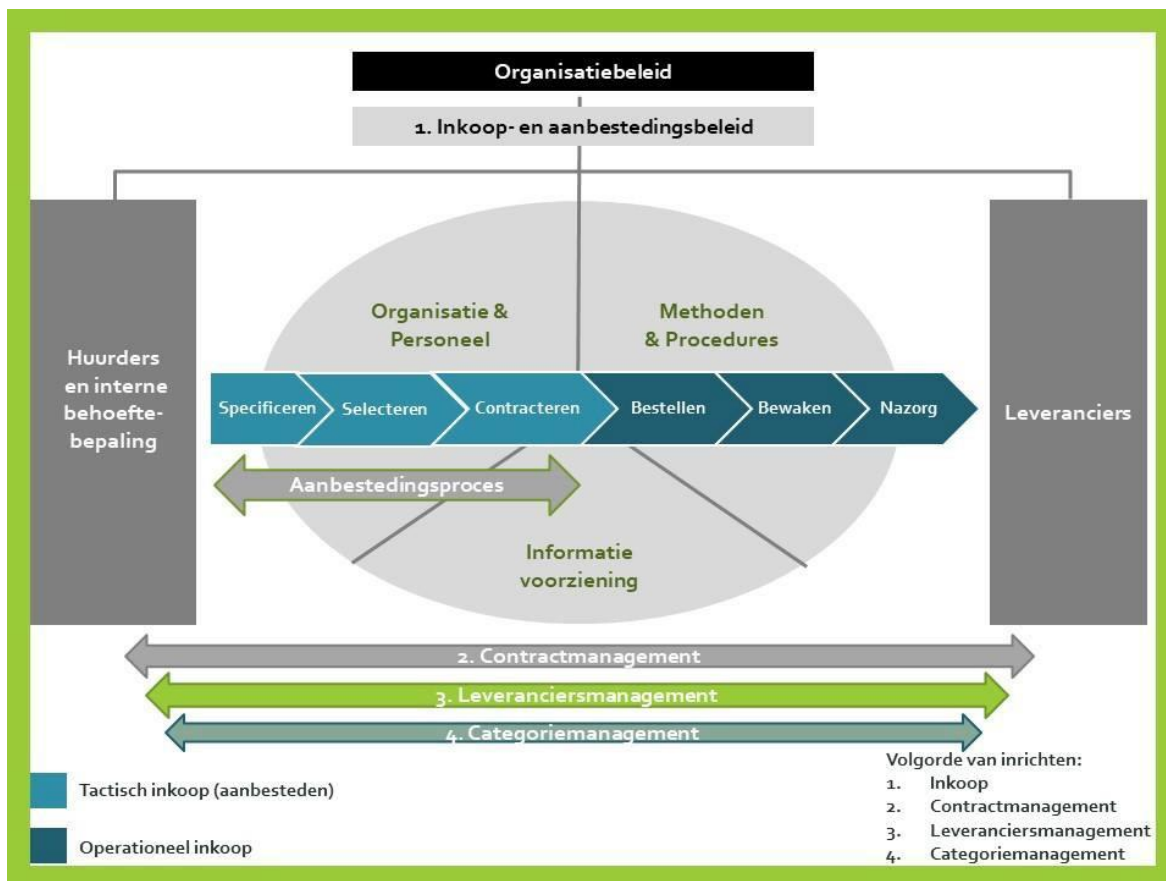 Organisatiebeleid
1. Inkoop- en aanbestedingsbeleid
Huurders
en interne
behoefte-
bepaling
Organisatie &
Personeel
Methoden
& Procedures
Specificeren
Selecteren
Contracteren
Bestellen
Bewaken
Nazorg
Leveranciers
Aanbestedingsproces
Informatie
voorziening
2. Contractmanagement
3. Leveranciersmanagement
4. Categoriemanagement
Tactisch inkoop (aanbesteden)
Operationeel inkoop
Volgorde van inrichten:
1. Inkoop
2. Contractmanagement
3. Leveranciersmanagement
4. Categoriemanagement